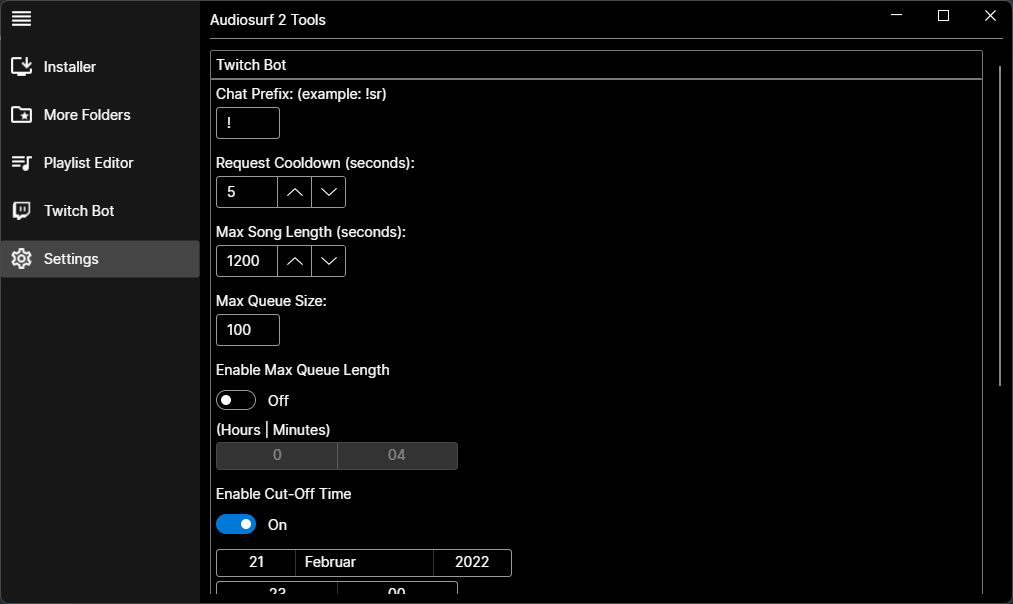 Audiosurf 2 Tools
Installer
More Folders
Playlist Editor
Twitch Bot
Settings
Twitch Bot
Chat Prefix: (example: !sr)
!
Request Cooldown (seconds):
5
Max Song Length (seconds):
1200
Max Queue Size:
100
Enable Max Queue Length
Off
(Hours | Minutes)
0 04
Enable Cut-Off Time
On
21 Februar 2022
23 00